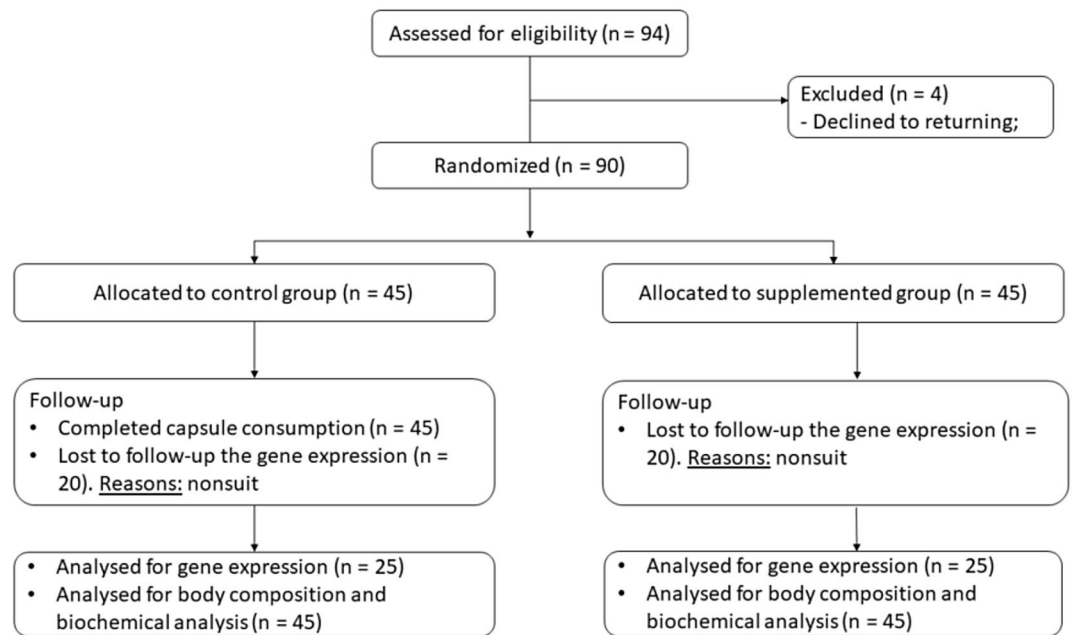 Assessed for eligibility (n = 94)
Excluded (n = 4)
- Declined to returning;
Randomized (n = 90)
Allocated to control group (n = 45)
Allocated to supplemented group (n = 45)
Follow-up
• Completed capsule consumption (n = 45)
• Lost to follow-up the gene expression (n =
20). Reasons: nonsuit
Follow-up
• Lost to follow-up the gene expression (n =
20). Reasons: nonsuit
• Analysed for gene expression (n = 25)
• Analysed for body composition and
biochemical analysis (n = 45)
• Analysed for gene expression (n = 25)
• Analysed for body composition and
biochemical analysis (n = 45)